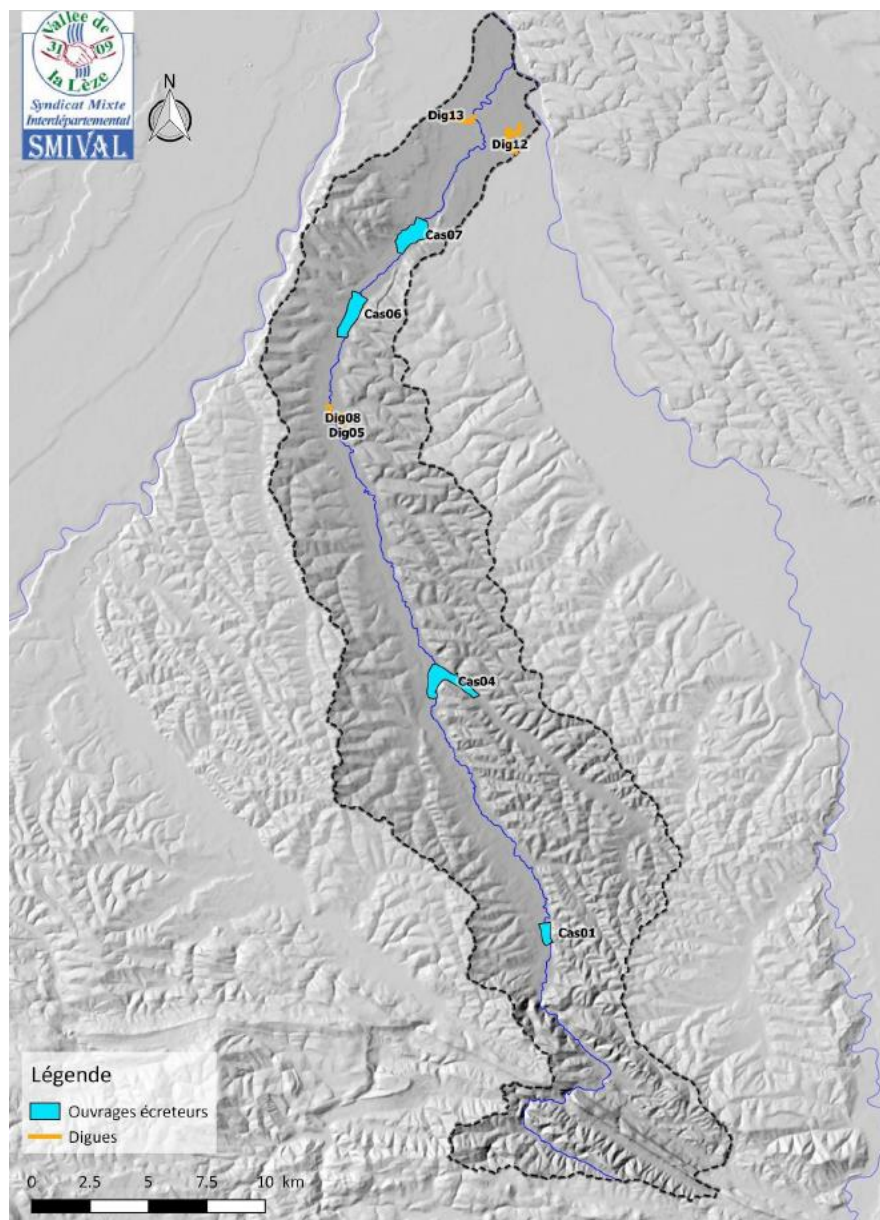 Vallée de
31 09
la Lèze
Syndicat Mixte
Interdépartemental
SMIVAL
N
Dig13
Dig12
Cas07
Cas06
Dig08
Dig05
Cas04
Cas01
Légende
Ouvrages écreteurs
Digues
0 2.5 5 7.5 10 km